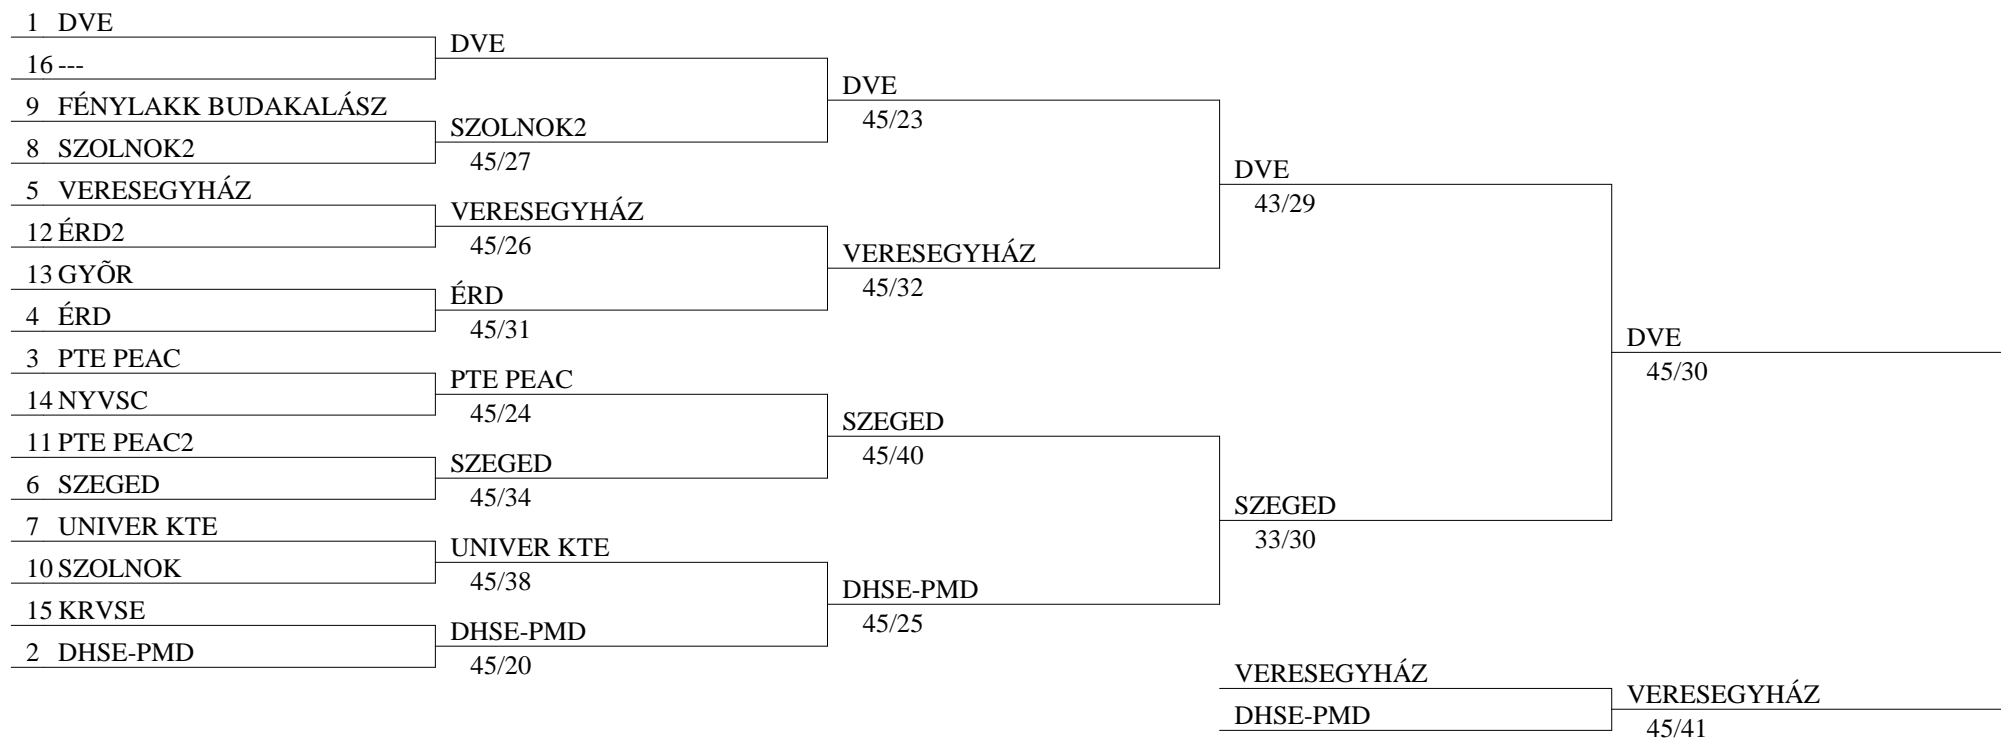 1 DVE
16 ---
9 FÉNYLAKK BUDAKALÁSZ
8 SZOLNOK2
5 VERESEGYHÁZ
12 ÉRD2
13 GYÕR
4 ÉRD
3 PTE PEAC
14 NYVSC
11 PTE PEAC2
6 SZEGED
7 UNIVER KTE
10 SZOLNOK
15 KRVSE
2 DHSE-PMD
DVE
SZOLNOK2
45/27
VERESEGYHÁZ
45/26
ÉRD
45/31
PTE PEAC
45/24
SZEGED
45/34
UNIVER KTE
45/38
DHSE-PMD
45/20
DVE
45/23
VERESEGYHÁZ
45/32
SZEGED
45/40
DHSE-PMD
45/25
DVE
43/29
SZEGED
33/30
VERESEGYHÁZ
DHSE-PMD
DVE
45/30
VERESEGYHÁZ
45/41